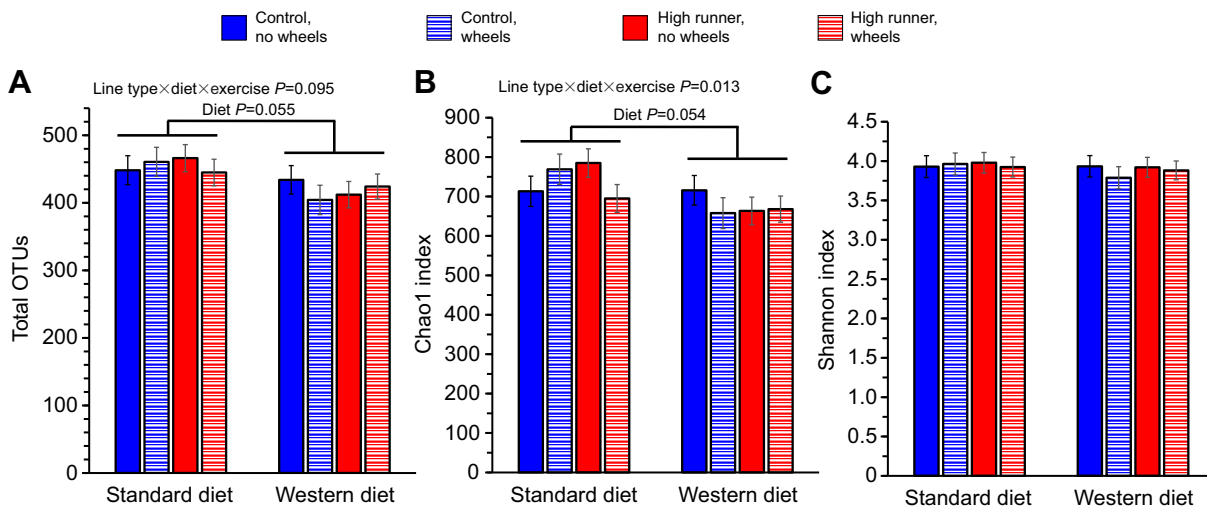 Control,
no wheels
Control,
wheels
High runner,
no wheels
High runner,
wheels
A
Line type×diet×exercise P=0.095
Diet P=0.055
Total OTUs
500
400
300
200
100
0
Standard diet
Western diet
B
Line type×diet×exercise P=0.013
Diet P=0.054
Chao1 index
900
800
700
600
500
400
300
200
100
0
Standard diet
Western diet
C
Shannon index
4.5
4.0
3.5
3.0
2.5
2.0
1.5
1.0
0.5
0
Standard diet
Western diet